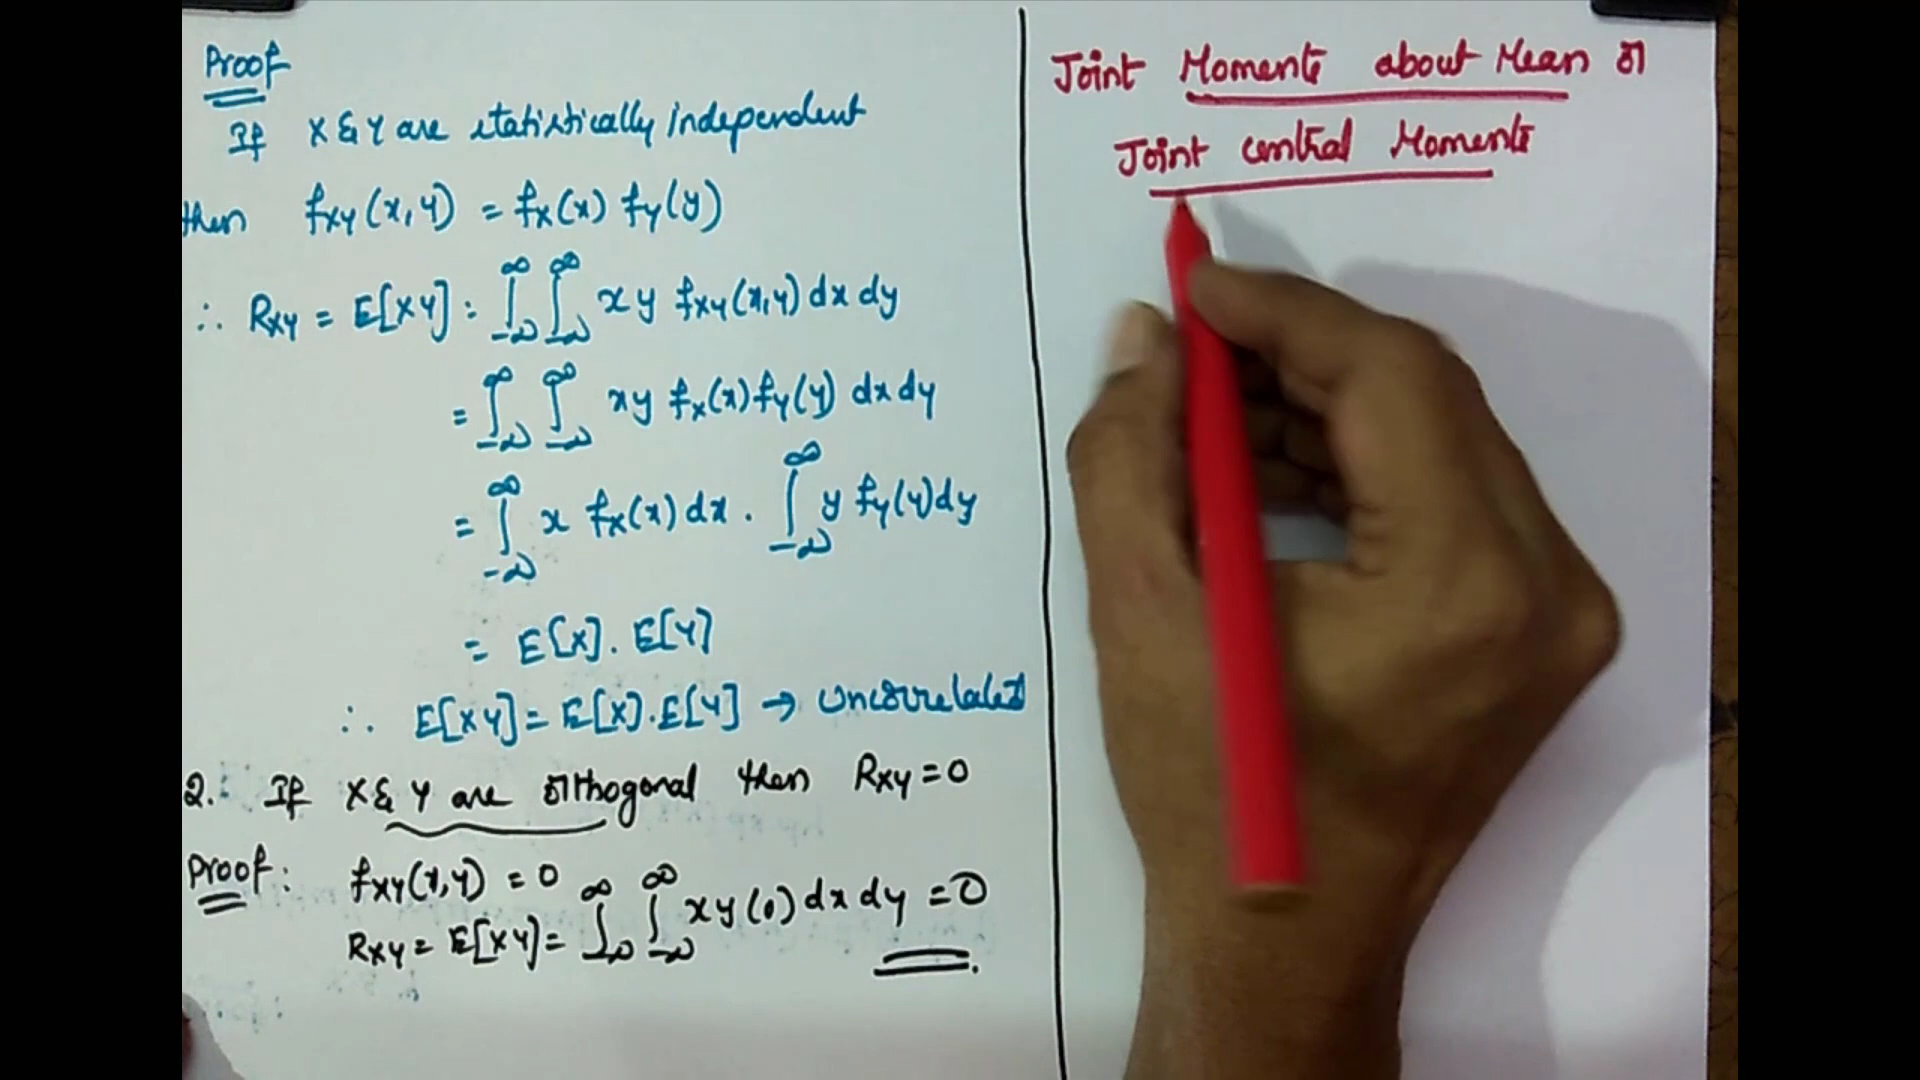 Proof
If X & Y are statistically independent
then fXY(x,y) = fX(x) fY(y)
∴ RXY = E[XY] = ∫_{-∞}^{∞} ∫_{-∞}^{∞} x y fXY(x,y) dx dy
= ∫_{-∞}^{∞} ∫_{-∞}^{∞} xy fX(x) fY(y) dx dy
= ∫_{-∞}^{∞} x fX(x) dx . ∫_{-∞}^{∞} y fY(y) dy
= E[X] . E[Y]
∴ E[XY] = E[X].E[Y] → uncorrelated
2. If X & Y are orthogonal then RXY = 0
Proof: fXY(x,y) = 0
RXY = E[XY] = ∫_{-∞}^{∞} ∫_{-∞}^{∞} xy (0) dx dy = 0
Joint Moments about Mean or
Joint central Moments